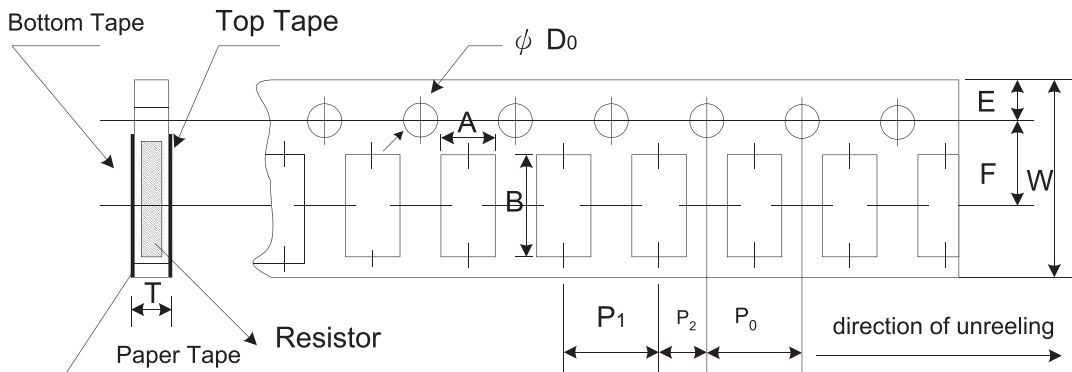 Bottom Tape
Top Tape
ψ D0
A
E
B
F
W
T
P1
P2
P0
Resistor
Paper Tape
direction of unreeling